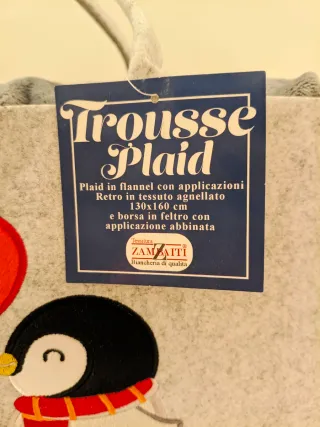 Trousse
Plaid
Plaid in flannel con applicazioni
Retro in tessuto agnellato
130x160 cm
e borsa in feltro con
applicazione abbinata
ZAMBAITI
Biancheria di qualità